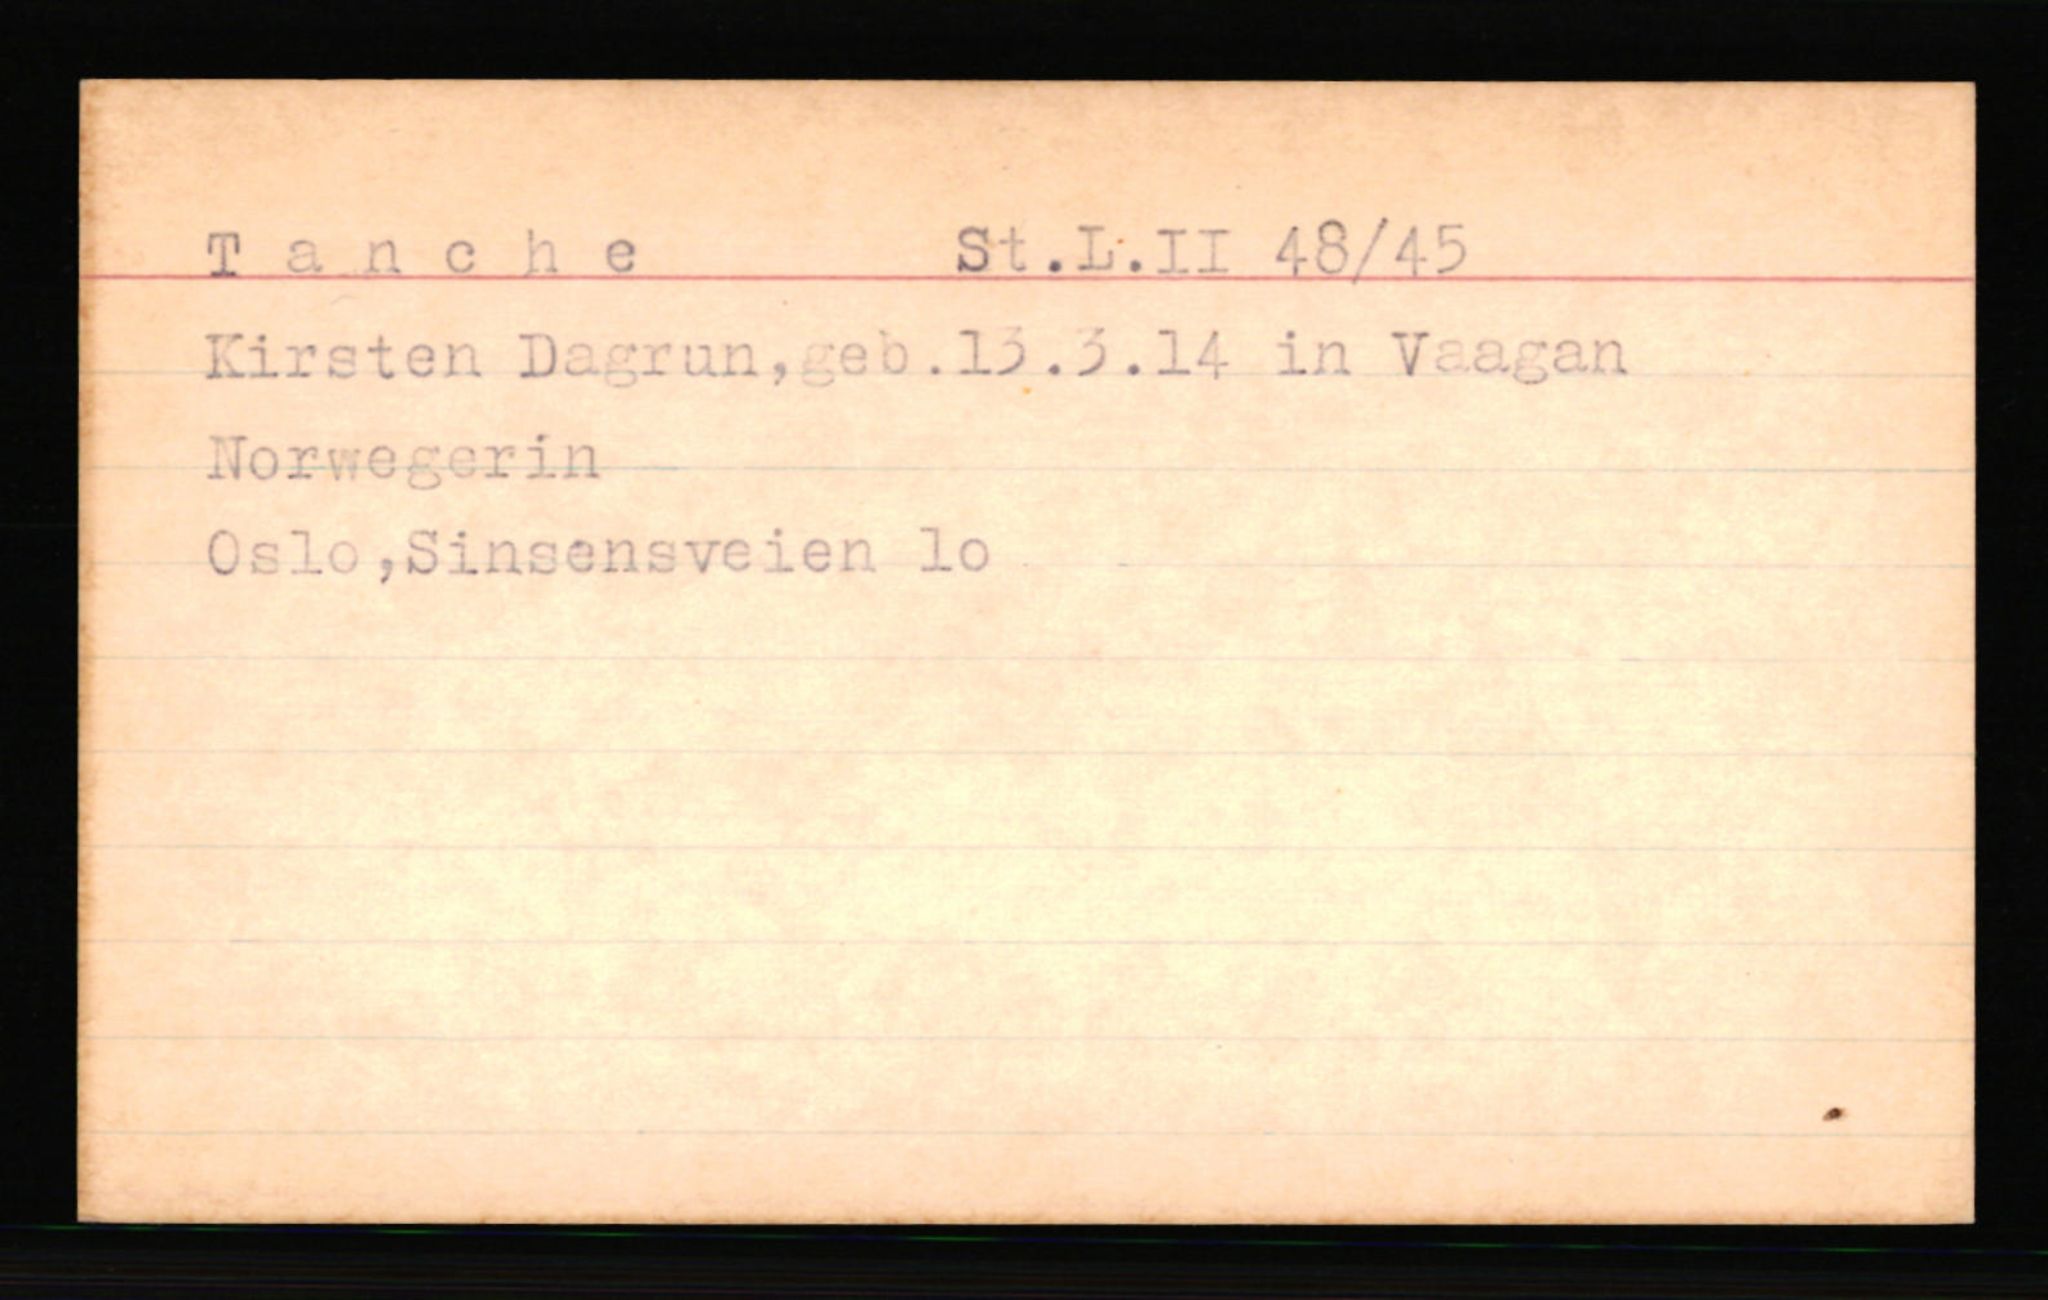 T a n c h e St.L.II 48/45
Kirsten Dagrun,geb.13.3.14 in Vaagan
Norwegerin
Oslo,Sinsensveien lo